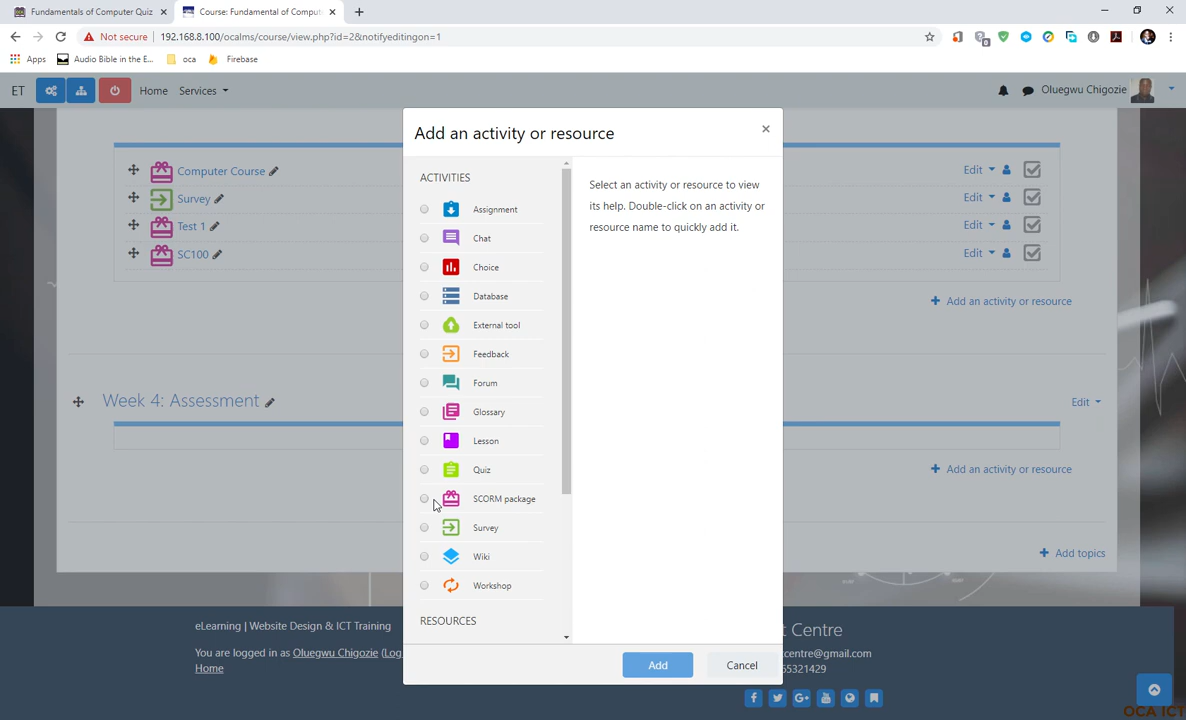 Fundamentals of Computer Quiz
Course: Fundamental of Comput
Not secure
192.168.8.100/ocalms/course/view.php?id=2&notifyeditingon=1
Apps
Audio Bible in the E...
oca
Firebase
ET
Home
Services
Oluegwu Chigozie
Add an activity or resource
Computer Course
Edit
Survey
Edit
Test 1
Edit
SC100
Edit
Add an activity or resource
Week 4: Assessment
Edit
Add an activity or resource
Add topics
ACTIVITIES
Assignment
Chat
Choice
Database
External tool
Feedback
Forum
Glossary
Lesson
Quiz
SCORM package
Survey
Wiki
Workshop
RESOURCES
Select an activity or resource to view
its help. Double-click on an activity or
resource name to quickly add it.
Add
Cancel
eLearning | Website Design & ICT Training
You are logged in as Oluegwu Chigozie (Log
Home
Centre
centre@gmail.com
65321429
OCA ICT